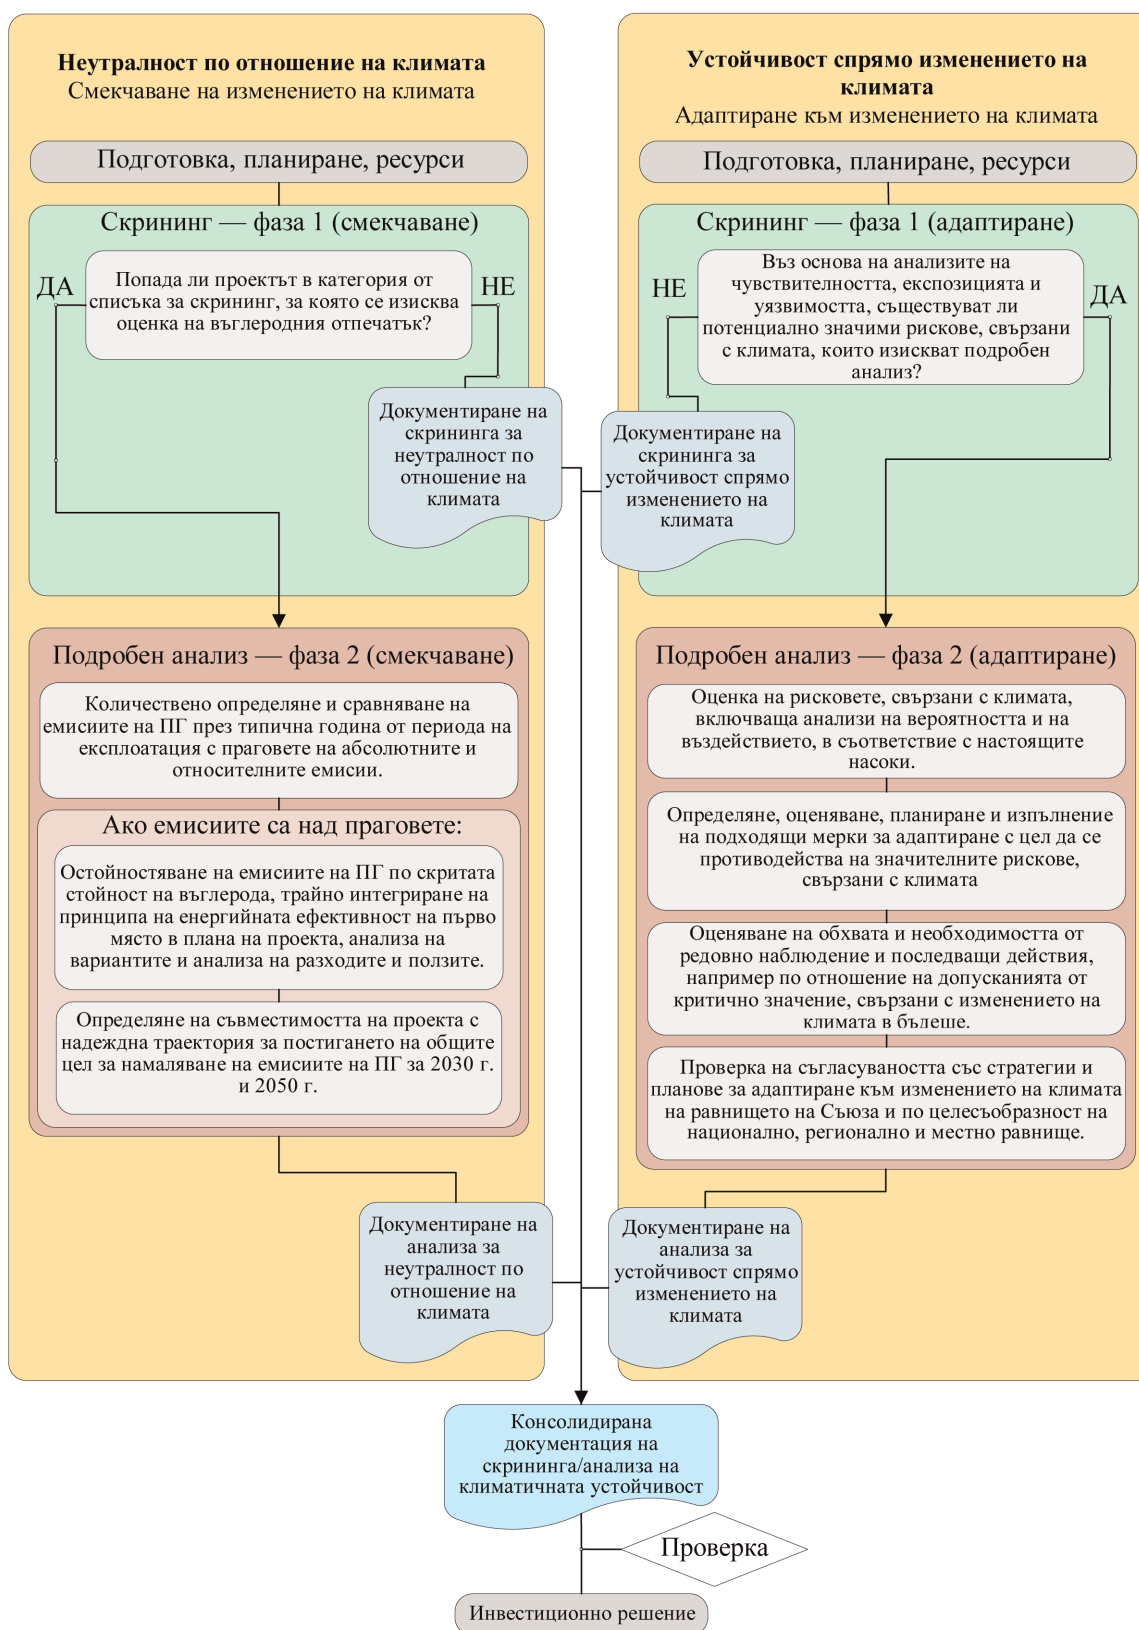 Неутралност по отношение на климата
Смекчаване на изменението на климата
Подготовка, планиране, ресурси
Скрининг — фаза 1 (смекчаване)
ДА
Попада ли проектът в категория от
списъка за скрининг, за която се изисква
оценка на въглеродния отпечатък?
НЕ
Документиране на
скрининга за
неутралност по
отношение на
климата
Подробен анализ — фаза 2 (смекчаване)
Количествено определяне и сравняване на
емисиите на ПГ през типична година от периода на
експлоатация с праговете на абсолютните и
относителните емисии.
Ако емисиите са над праговете:
Остойностяване на емисиите на ПГ по скритата
стойност на въглерода, трайно интегриране на
принципа на енергийната ефективност на първо
място в плана на проекта, анализа на
вариантите и анализа на разходите и ползите.
Определяне на съвместимостта на проекта с
надеждна траектория за постигането на общите
цел за намаляване на емисиите на ПГ за 2030 г.
и 2050 г.
Документиране на
анализа за
неутралност по
отношение на
климата
Устойчивост спрямо изменението на
климата
Адаптиране към изменението на климата
Подготовка, планиране, ресурси
Скрининг — фаза 1 (адаптиране)
НЕ
Въз основа на анализите на
чувствителността, експозицията и
уязвимостта, съществуват ли
потенциално значими рискове, свързани
с климата, които изискват подробен
анализ?
ДА
Документиране на
скрининга за
устойчивост спрямо
изменението на
климата
Подробен анализ — фаза 2 (адаптиране)
Оценка на рисковете, свързани с климата,
включваща анализи на вероятността и на
въздействието, в съответствие с настоящите
насоки.
Определяне, оценяване, планиране и изпълнение
на подходящи мерки за адаптиране с цел да се
противодейства на значителните рискове,
свързани с климата
Оценяване на обхвата и необходимостта от
редовно наблюдение и последващи действия,
например по отношение на допусканията от
критично значение, свързани с изменението на
климата в бъдеще.
Проверка на съгласуваността със стратегии и
планове за адаптиране към изменението на климата
на равнището на Съюза и по целесъобразност на
национално, регионално и местно равнище.
Документиране на
анализа за
устойчивост спрямо
изменението на
климата
Консолидирана
документация на
скрининга/анализа на
климатичната устойчивост
Проверка
Инвестиционно решение